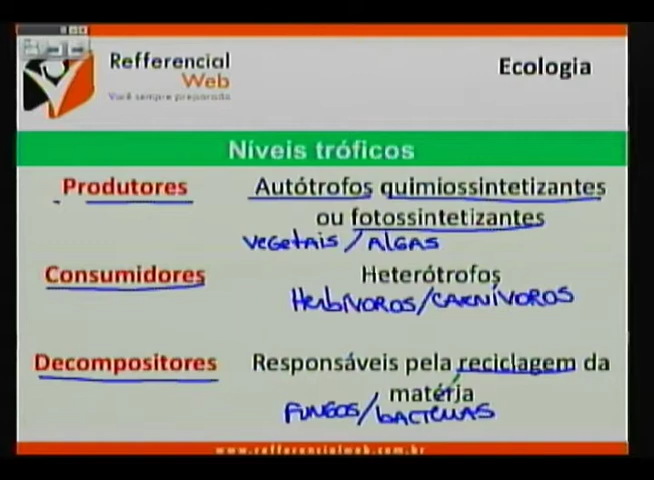 Refferencial
Web
Você sempre preparado
Ecologia
Níveis tróficos
Produtores
Autótrofos quimiossintetizantes
ou fotossintetizantes
vegetais / Algas
Consumidores
Heterótrofos
Herbívoros/carnívoros
Decompositores
Responsáveis pela reciclagem da
matéria
Fungos/bactérias
www.refferencialweb.com.br